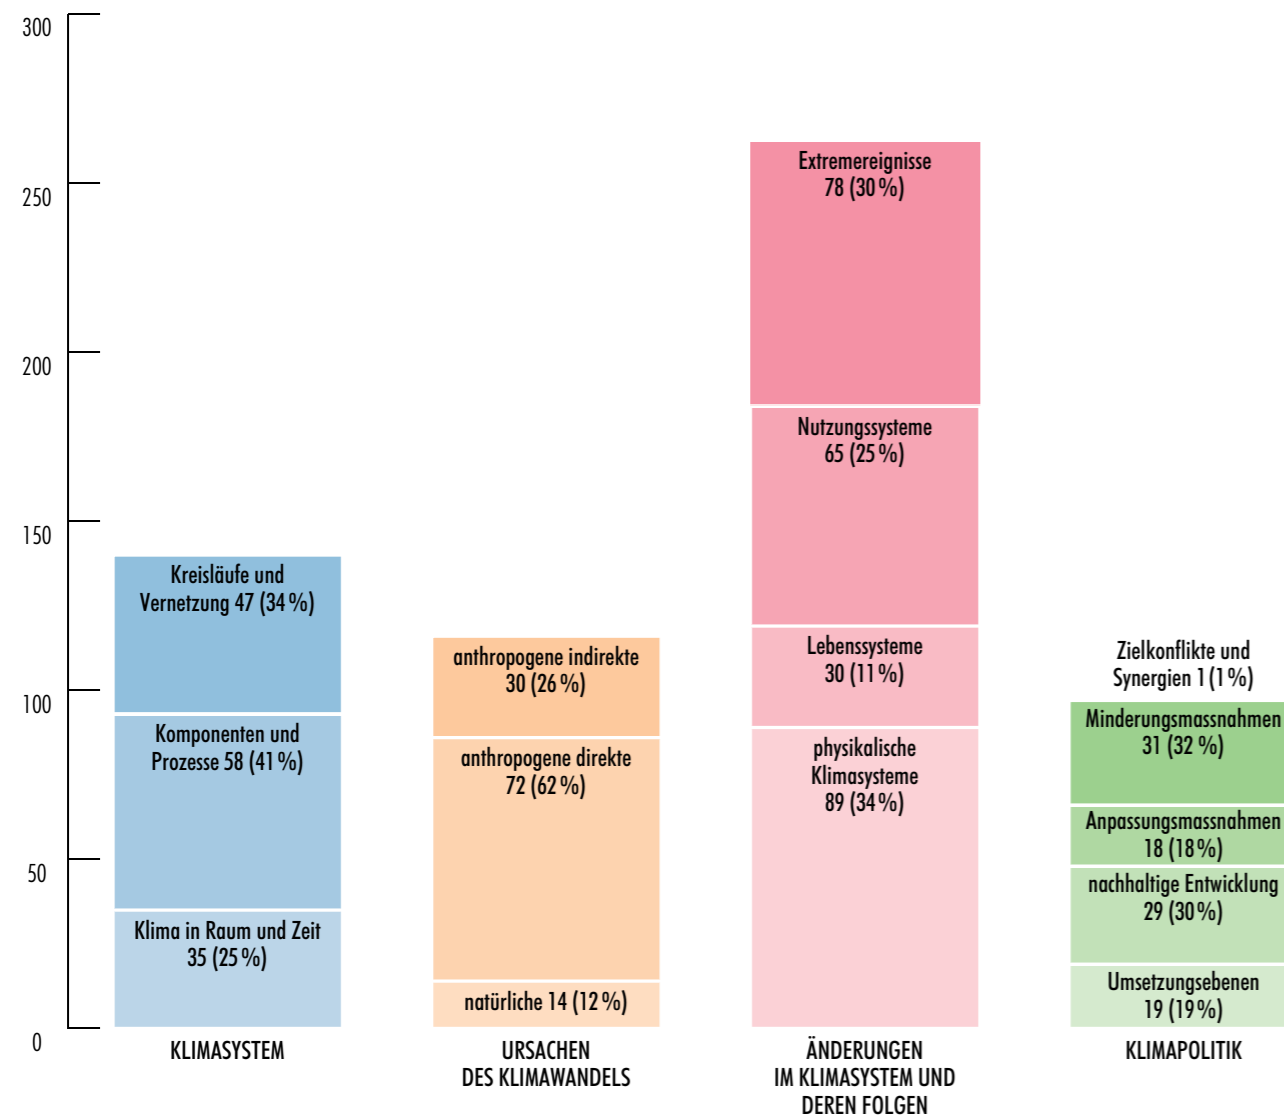 300
250
200
150
100
50
0
Kreisläufe und
Vernetzung 47 (34 %)
Komponenten und
Prozesse 58 (41 %)
Klima in Raum und Zeit
35 (25 %)
KLIMASYSTEM
anthropogene indirekte
30 (26 %)
anthropogene direkte
72 (62 %)
natürliche 14 (12 %)
URSACHEN
DES KLIMAWANDELS
Extremereignisse
78 (30 %)
Nutzungssysteme
65 (25 %)
Lebenssysteme
30 (11 %)
physikalische
Klimasysteme
89 (34 %)
ÄNDERUNGEN
IM KLIMASYSTEM UND
DEREN FOLGEN
Zielkonflikte und
Synergien 1 (1 %)
Minderungsmassnahmen
31 (32 %)
Anpassungsmassnahmen
18 (18 %)
nachhaltige Entwicklung
29 (30 %)
Umsetzungsebenen
19 (19 %)
KLIMAPOLITIK